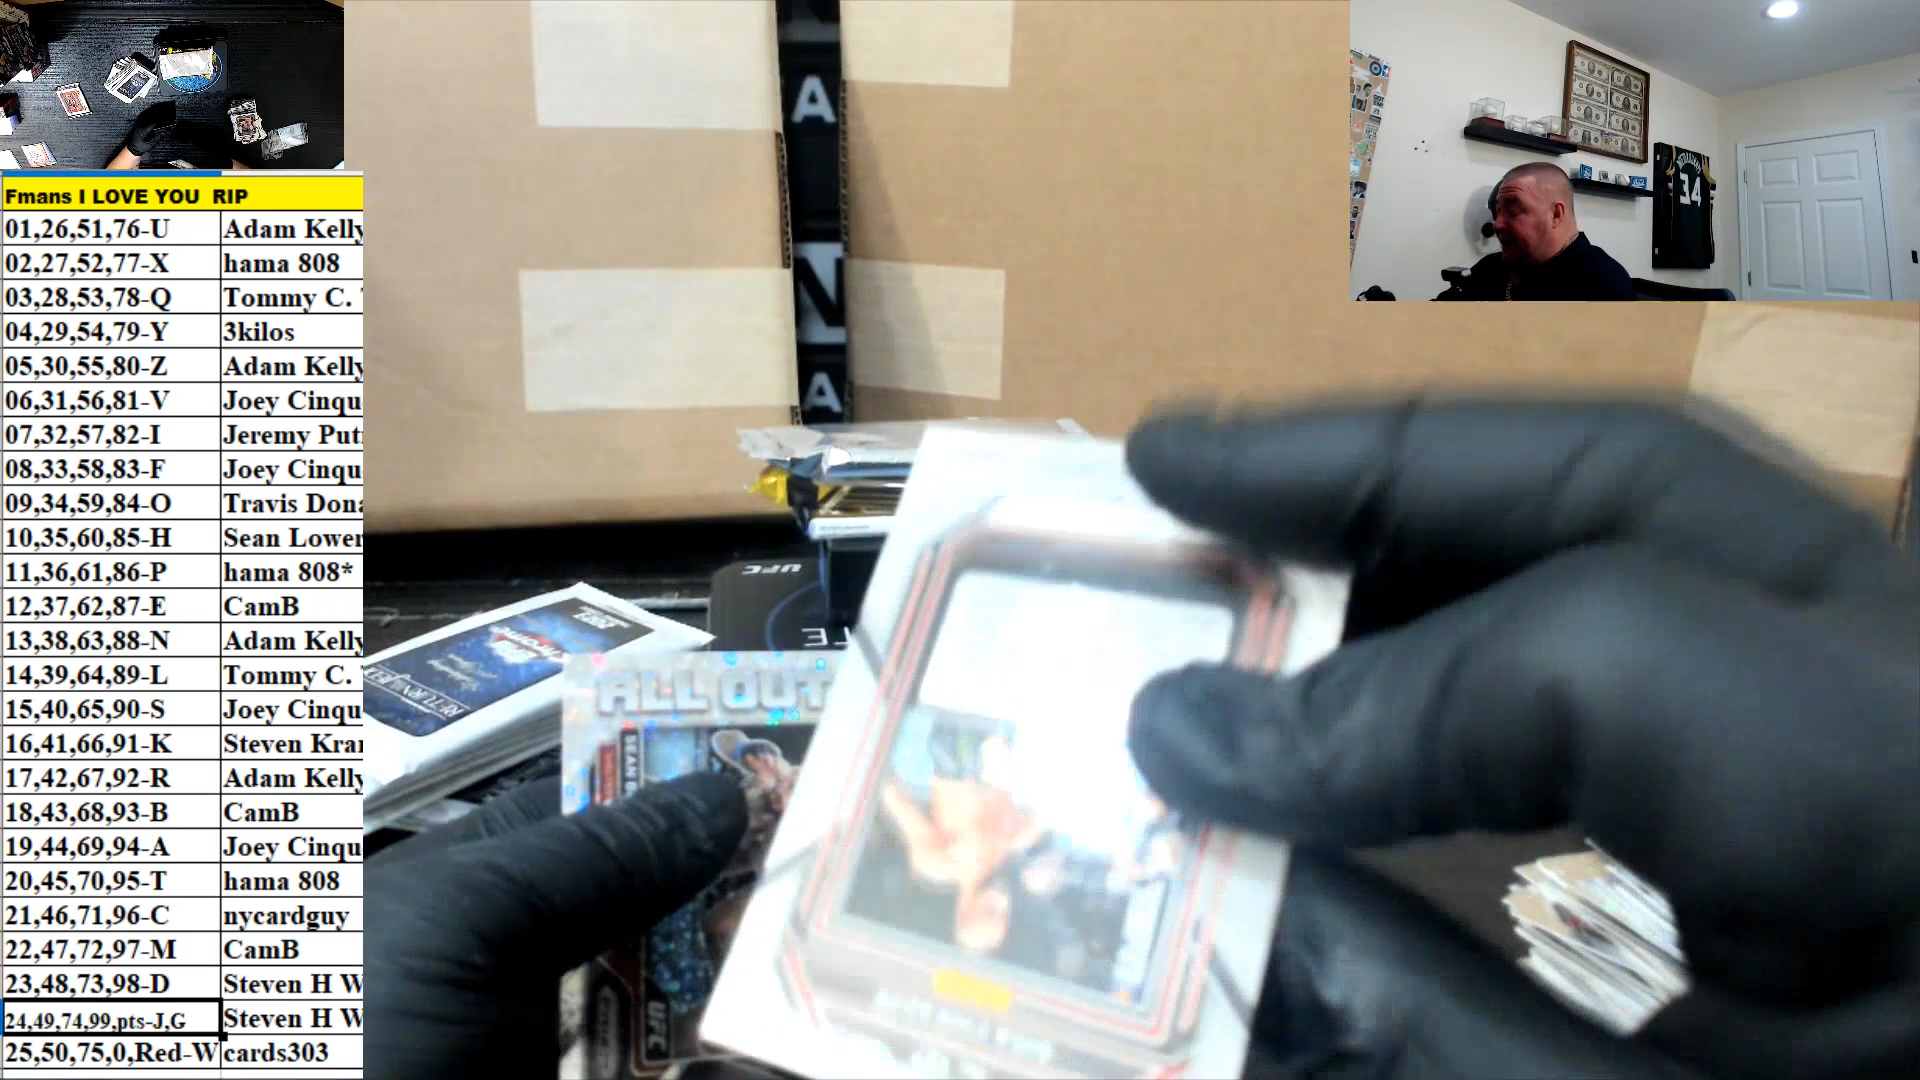 Fmans I LOVE YOU RIP
01,26,51,76-U Adam Kelly
02,27,52,77-X hama 808
03,28,53,78-Q Tommy C.
04,29,54,79-Y 3kilos
05,30,55,80-Z Adam Kelly
06,31,56,81-V Joey Cinqu
07,32,57,82-I Jeremy Put
08,33,58,83-F Joey Cinqu
09,34,59,84-O Travis Dona
10,35,60,85-H Sean Lower
11,36,61,86-P hama 808*
12,37,62,87-E CamB
13,38,63,88-N Adam Kelly
14,39,64,89-L Tommy C.
15,40,65,90-S Joey Cinqu
16,41,66,91-K Steven Kra
17,42,67,92-R Adam Kelly
18,43,68,93-B CamB
19,44,69,94-A Joey Cinqu
20,45,70,95-T hama 808
21,46,71,96-C nycardguy
22,47,72,97-M CamB
23,48,73,98-D Steven H W
24,49,74,99,pts-J,G Steven H W
25,50,75,0,Red-W cards303
A
N
A
UFC
ALL OUT
SEAN
UFC
34